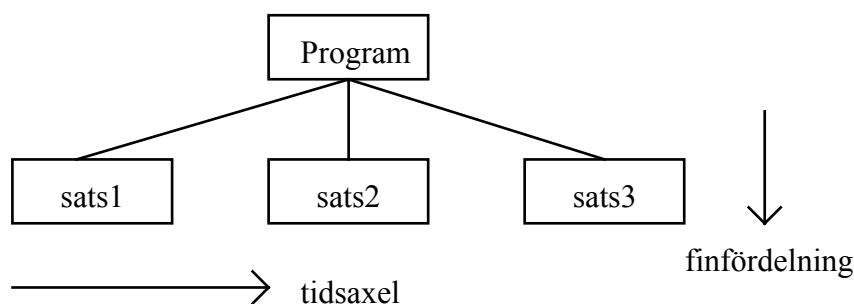 Program
sats1
sats2
sats3
finfördelning
tidsaxel